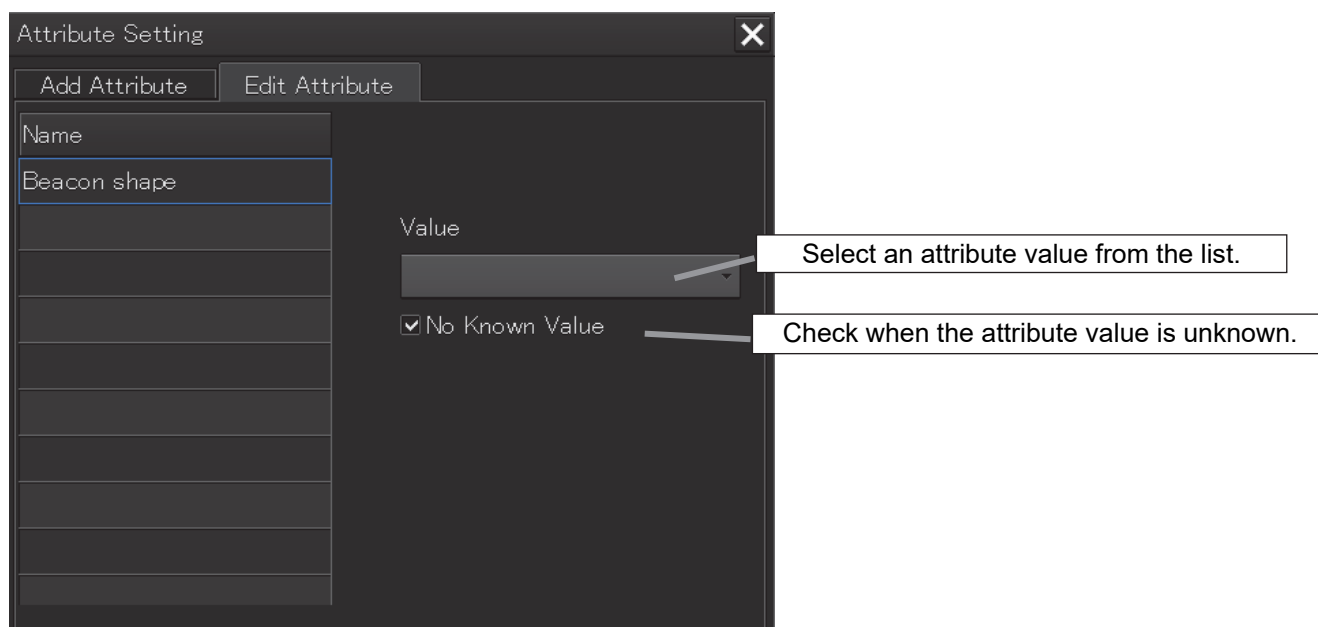 Attribute Setting
Add Attribute
Edit Attribute
Name
Beacon shape
Value
Select an attribute value from the list.
No Known Value
Check when the attribute value is unknown.